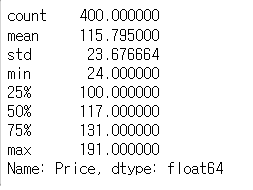 count    400.000000
mean     115.795000
std       23.676664
min       24.000000
25%      100.000000
50%      117.000000
75%      131.000000
max      191.000000
Name: Price, dtype: float64